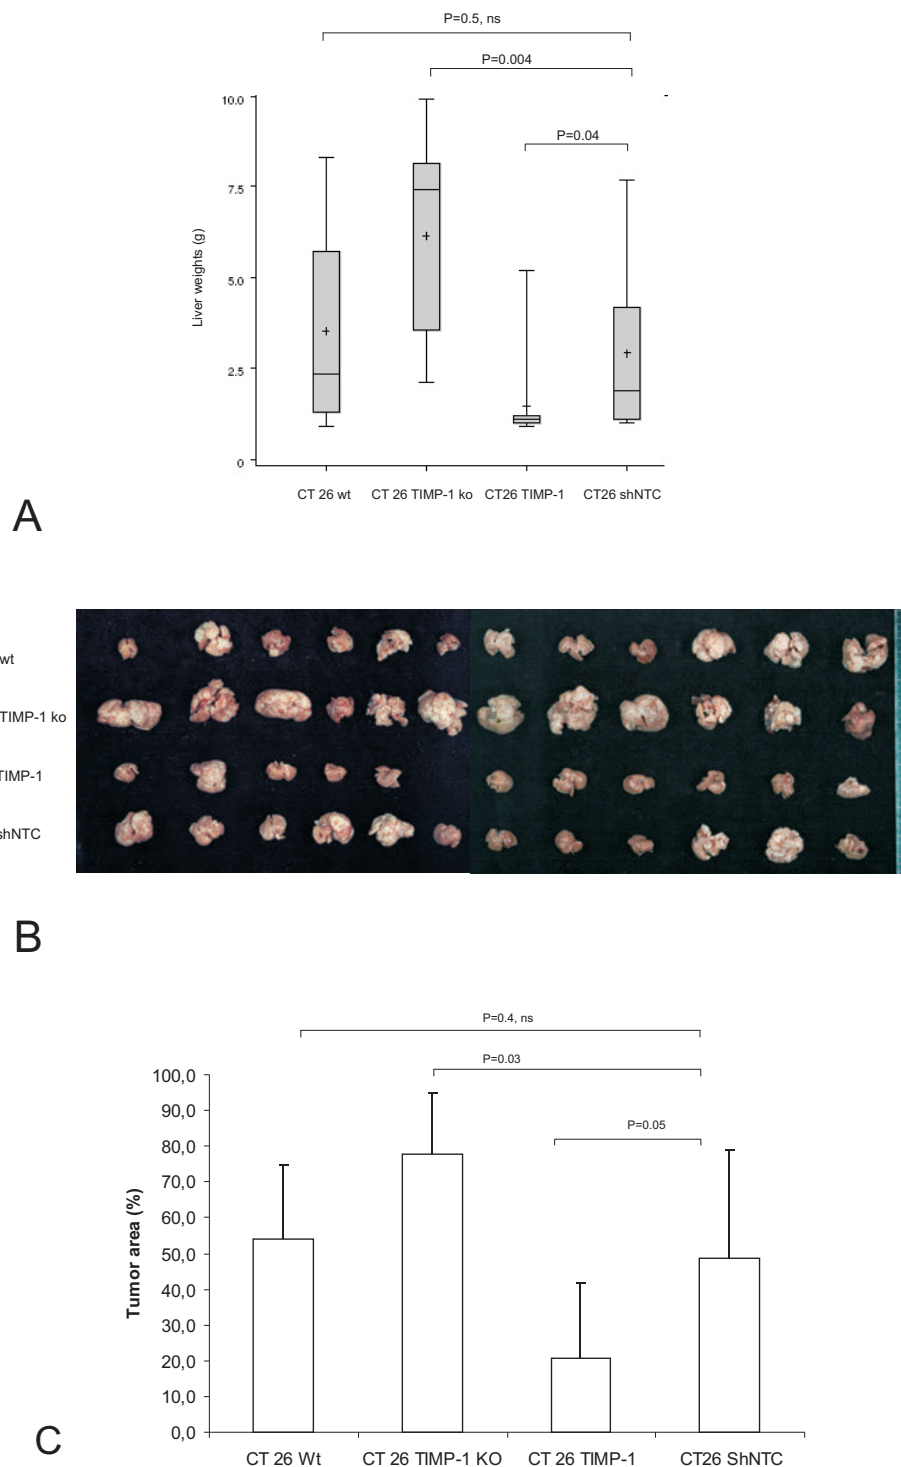 P=0.5, ns
P=0.004
P=0.04
10.0
7.5
5.0
2.5
0
Liver weights (g)
CT 26 wt CT 26 TIMP-1 ko CT26 TIMP-1 CT26 shNTC
A
wt
TIMP-1 ko
TIMP-1
shNTC
B
P=0.4, ns
P=0.03
P=0.05
100,0
90,0
80,0
70,0
60,0
50,0
40,0
30,0
20,0
10,0
0,0
Tumor area (%)
CT 26 Wt CT 26 TIMP-1 KO CT 26 TIMP-1 CT26 ShNTC
C